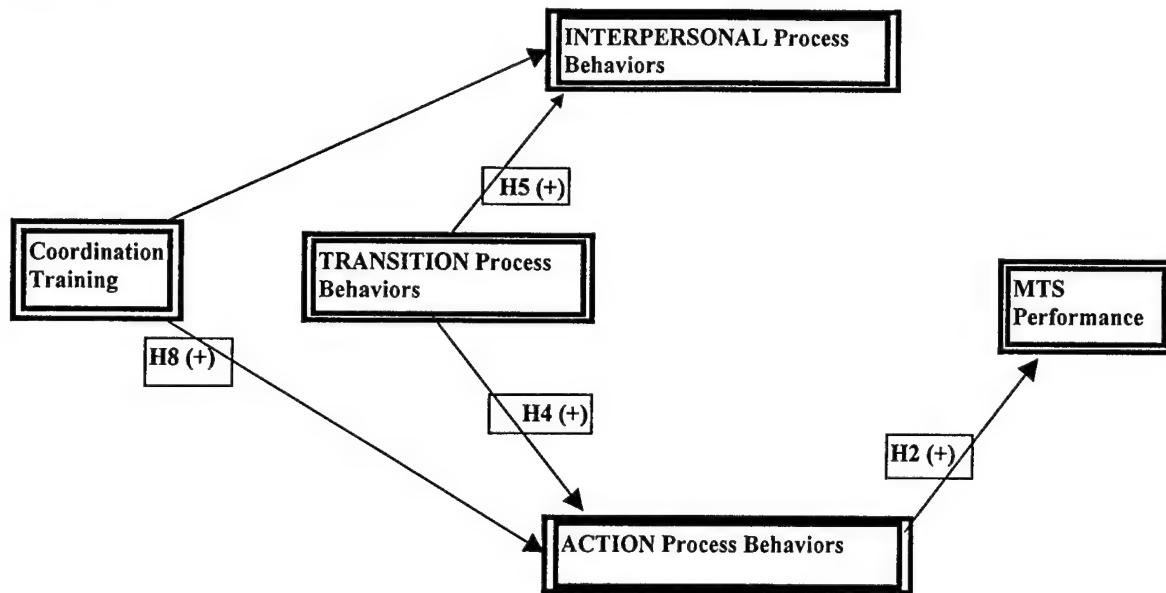 INTERPERSONAL Process
Behaviors
H5 (+)
Coordination
Training
TRANSITION Process
Behaviors
MTS
Performance
H8 (+)
H4 (+)
H2 (+)
ACTION Process Behaviors